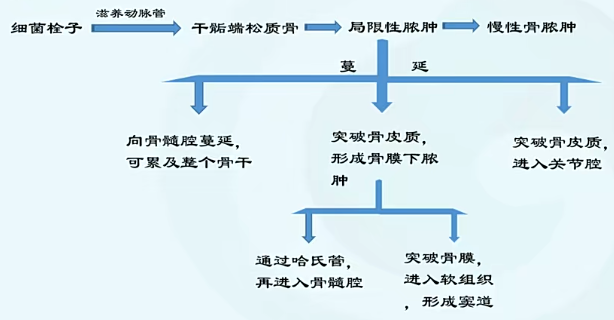 滋养动脉管
细菌栓子
干骺端松质骨
局限性脓肿
慢性骨脓肿
蔓 延
向骨髓腔蔓延，
可累及整个骨干
突破骨皮质，
形成骨膜下脓
肿
突破骨皮质，
进入关节腔
通过哈氏管，
再进入骨髓腔
突破骨膜，
进入软组织
，形成窦道